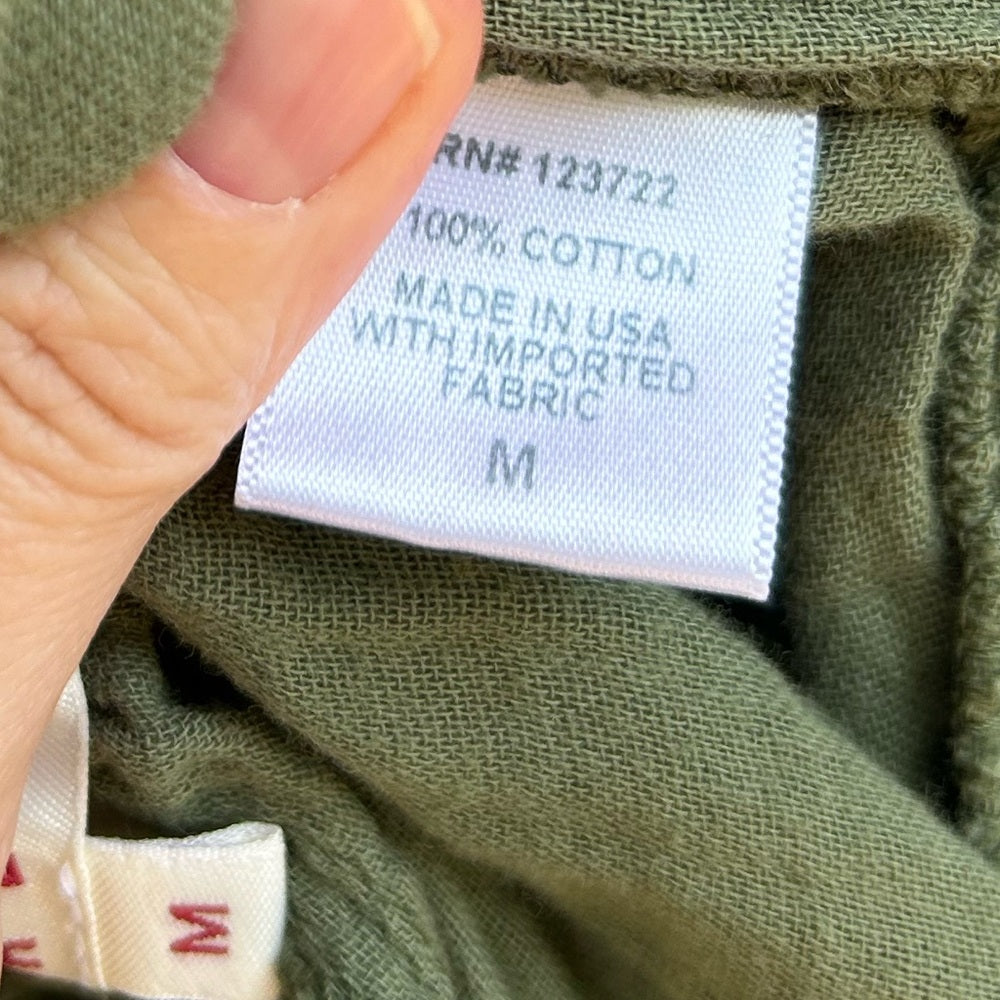 RN# 123722
100% COTTON
MADE IN USA
WITH IMPORTED
FABRIC
M
M